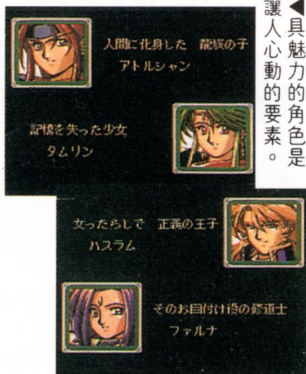 ◀具魅力的角色是
讓人心動的要素。
人間に化身した　龍族の子
アトルシャン
記憶を失った少女
タムリン
女ったらしで　正義の王子
ハスラム
そのお目付け役の修道士
ファルナ